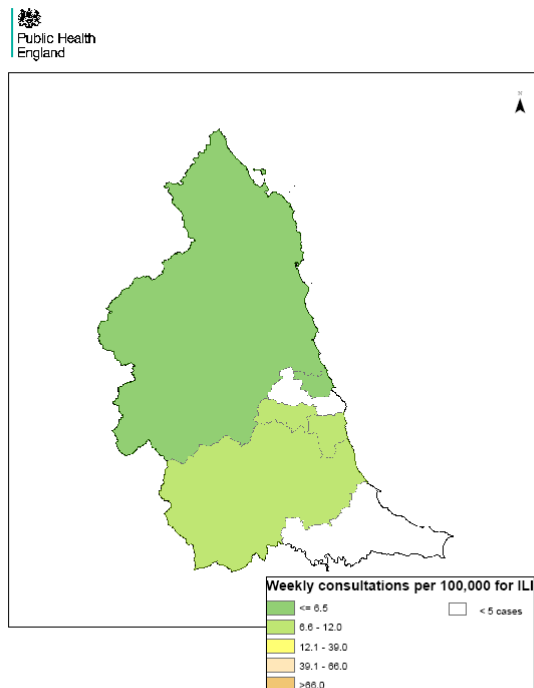 Public Health
England
N
Weekly consultations per 100,000 for ILI
<= 6.5
< 5 cases
6.6 - 12.0
12.1 - 39.0
39.1 - 66.0
>66.0